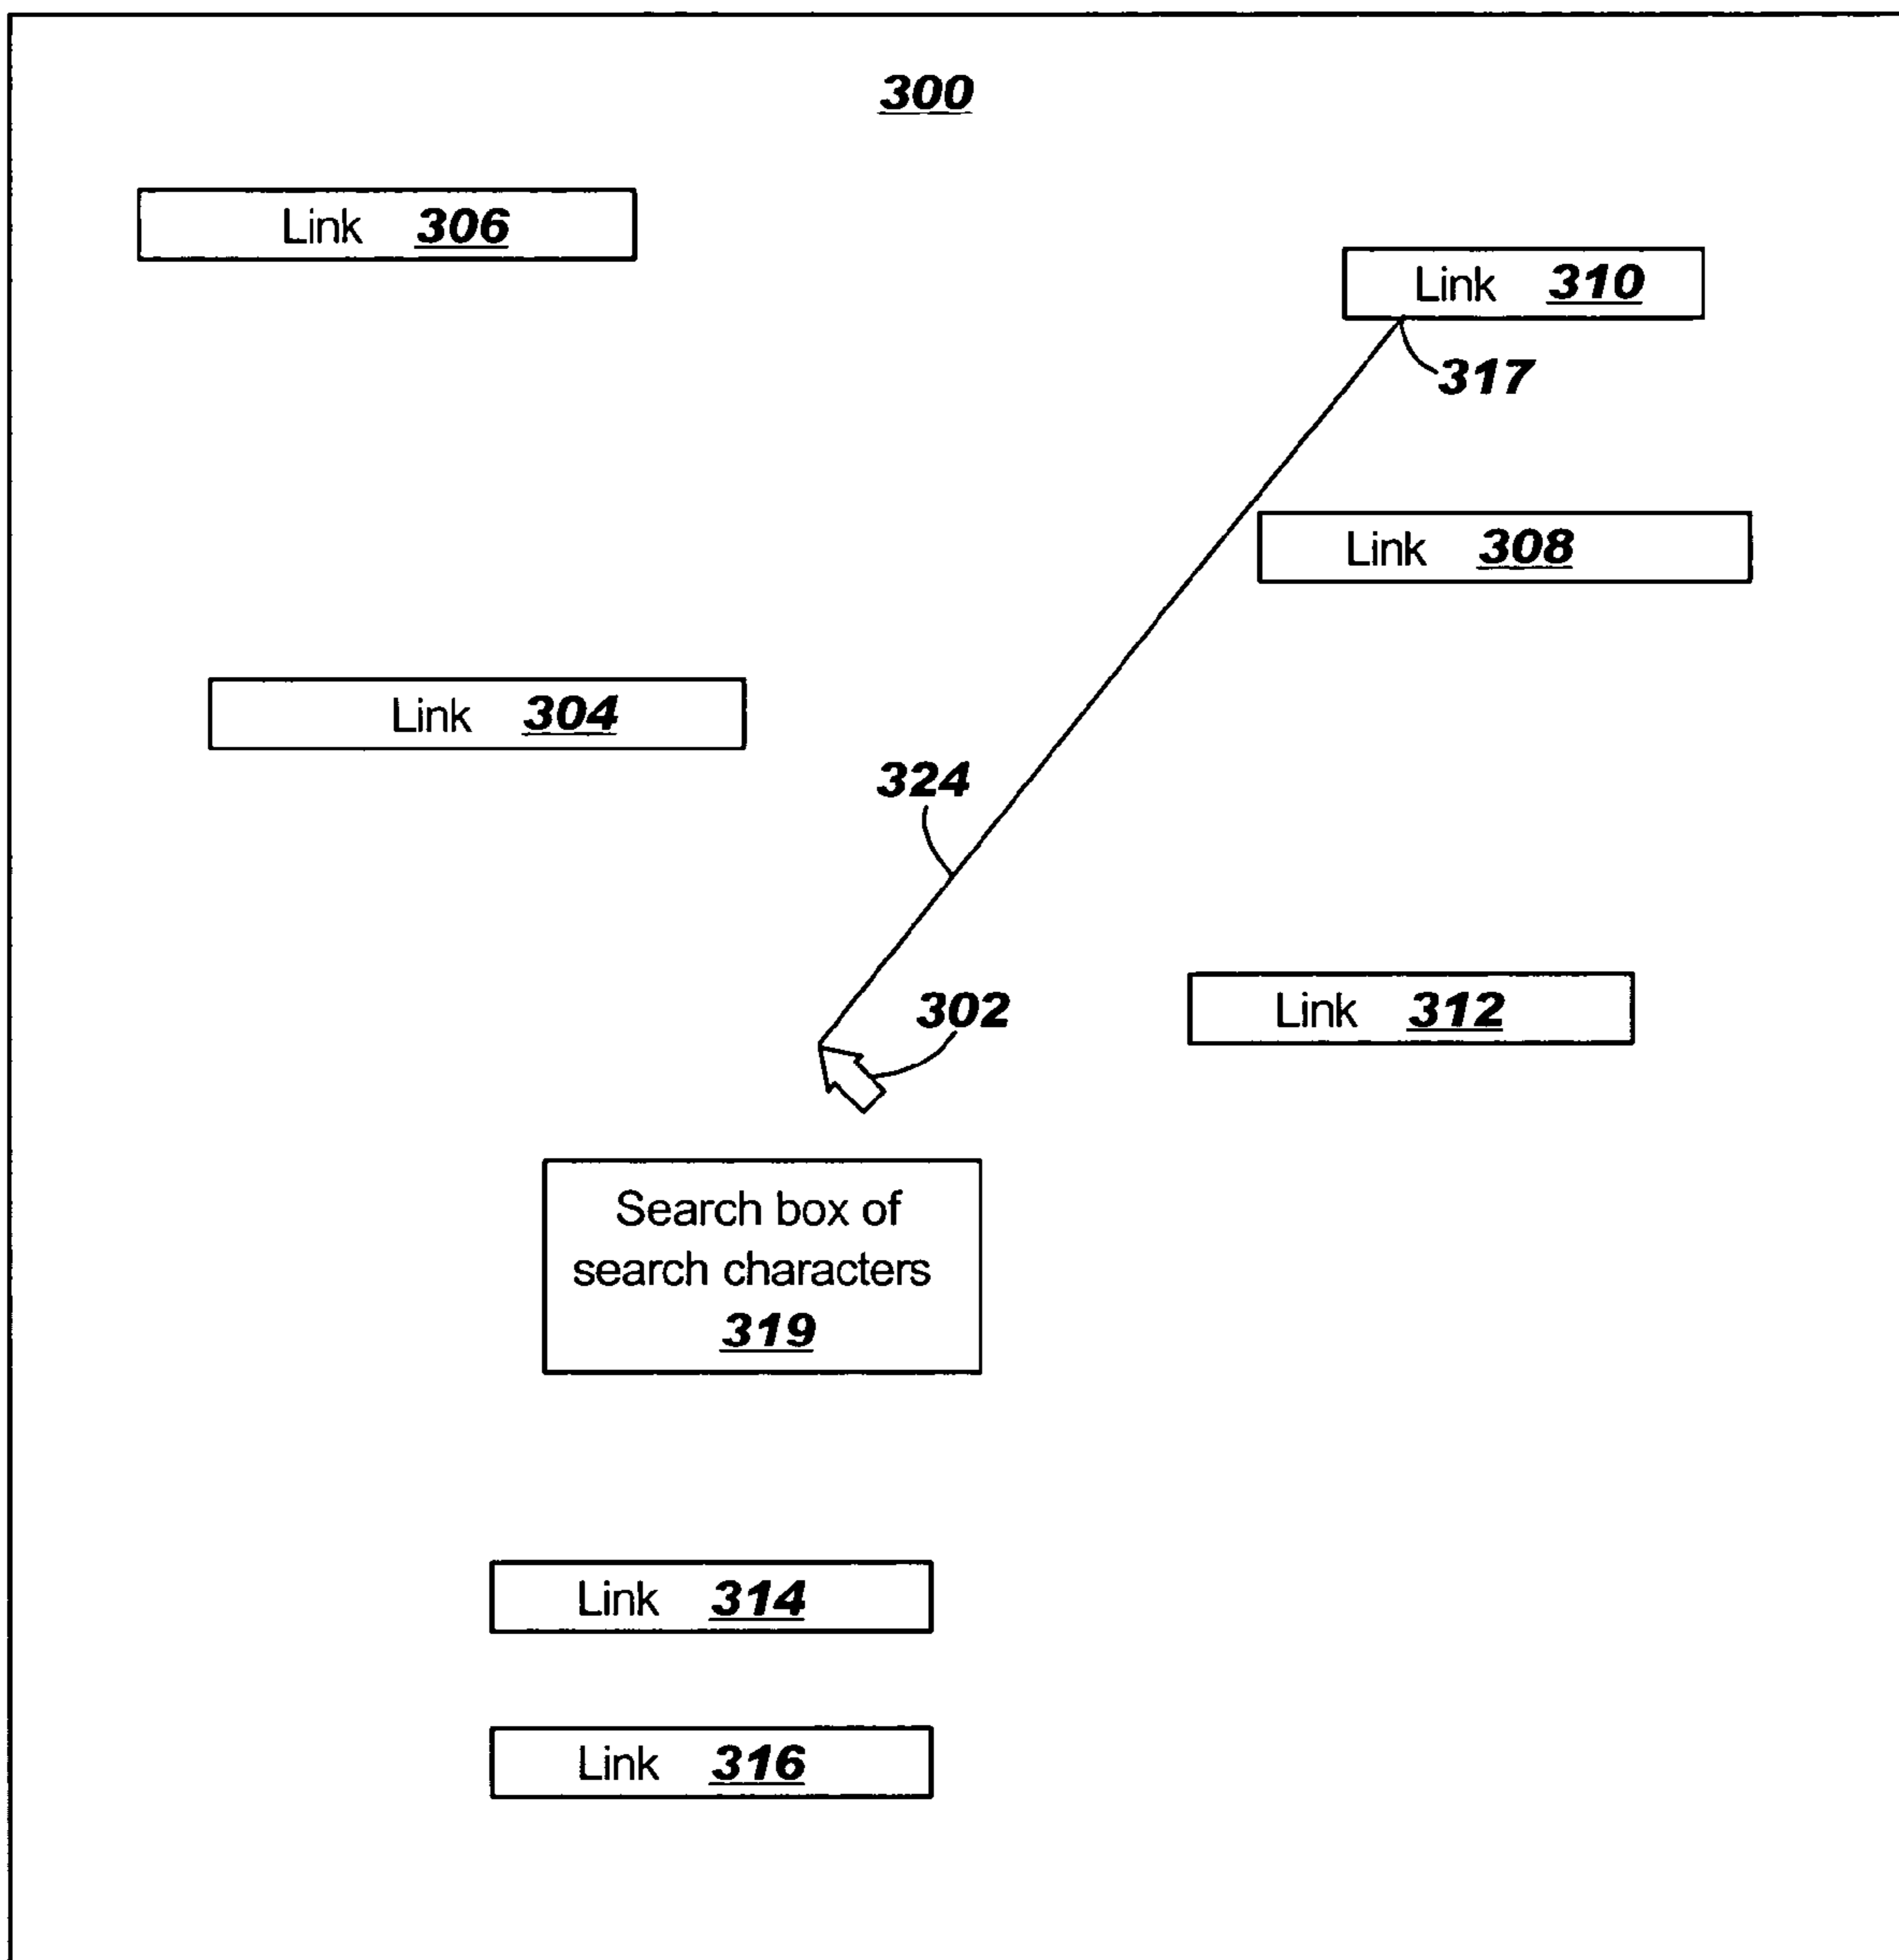 300
Link 306
Link 310
317
Link 308
Link 304
324
Link 312
302
Search box of
search characters
319
Link 314
Link 316